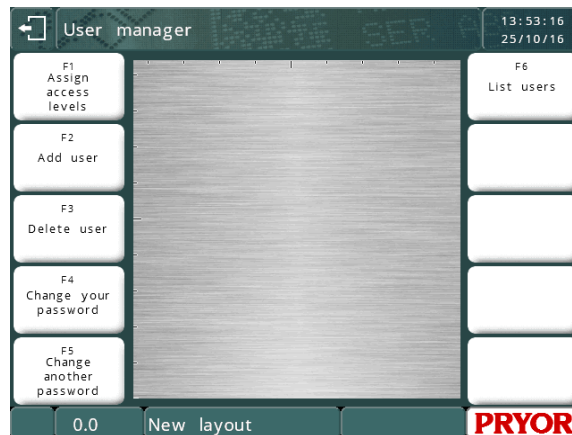 User manager
13:53:16
25/10/16
F1
Assign
access
levels
F2
Add user
F3
Delete user
F4
Change your
password
F5
Change
another
password
F6
List users
0.0
New layout
PRYOR